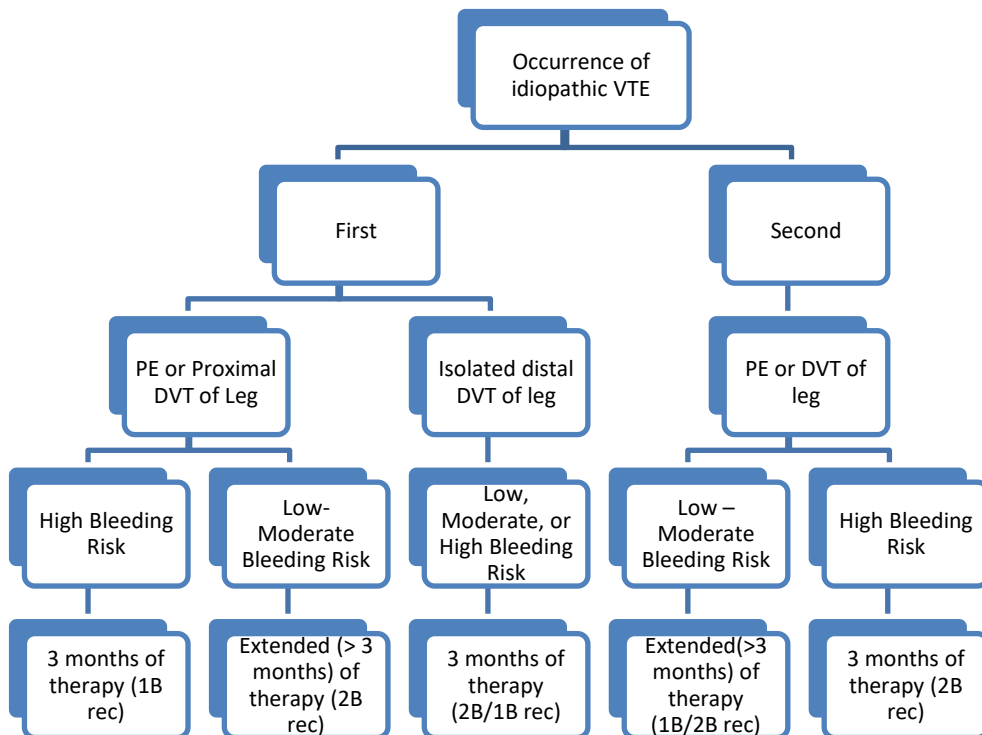 Occurrence of
idiopathic VTE
First
Second
PE or Proximal
DVT of Leg
Isolated distal
DVT of leg
PE or DVT of
leg
High Bleeding
Risk
Low-
Moderate
Bleeding Risk
Low,
Moderate, or
High Bleeding
Risk
Low –
Moderate
Bleeding Risk
High Bleeding
Risk
3 months of
therapy (1B
rec)
Extended (> 3
months) of
therapy (2B
rec)
3 months of
therapy
(2B/1B rec)
Extended(>3
months) of
therapy
(1B/2B rec)
3 months of
therapy (2B
rec)